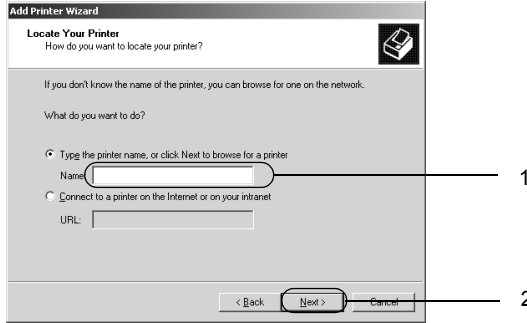 Add Printer Wizard
Locate Your Printer
How do you want to locate your printer?
If you don't know the name of the printer, you can browse for one on the network.
What do you want to do?
Type the printer name, or click Next to browse for a printer
Name
1
Connect to a printer on the Internet or on your intranet
URL:
< Back Next > Cancel
2